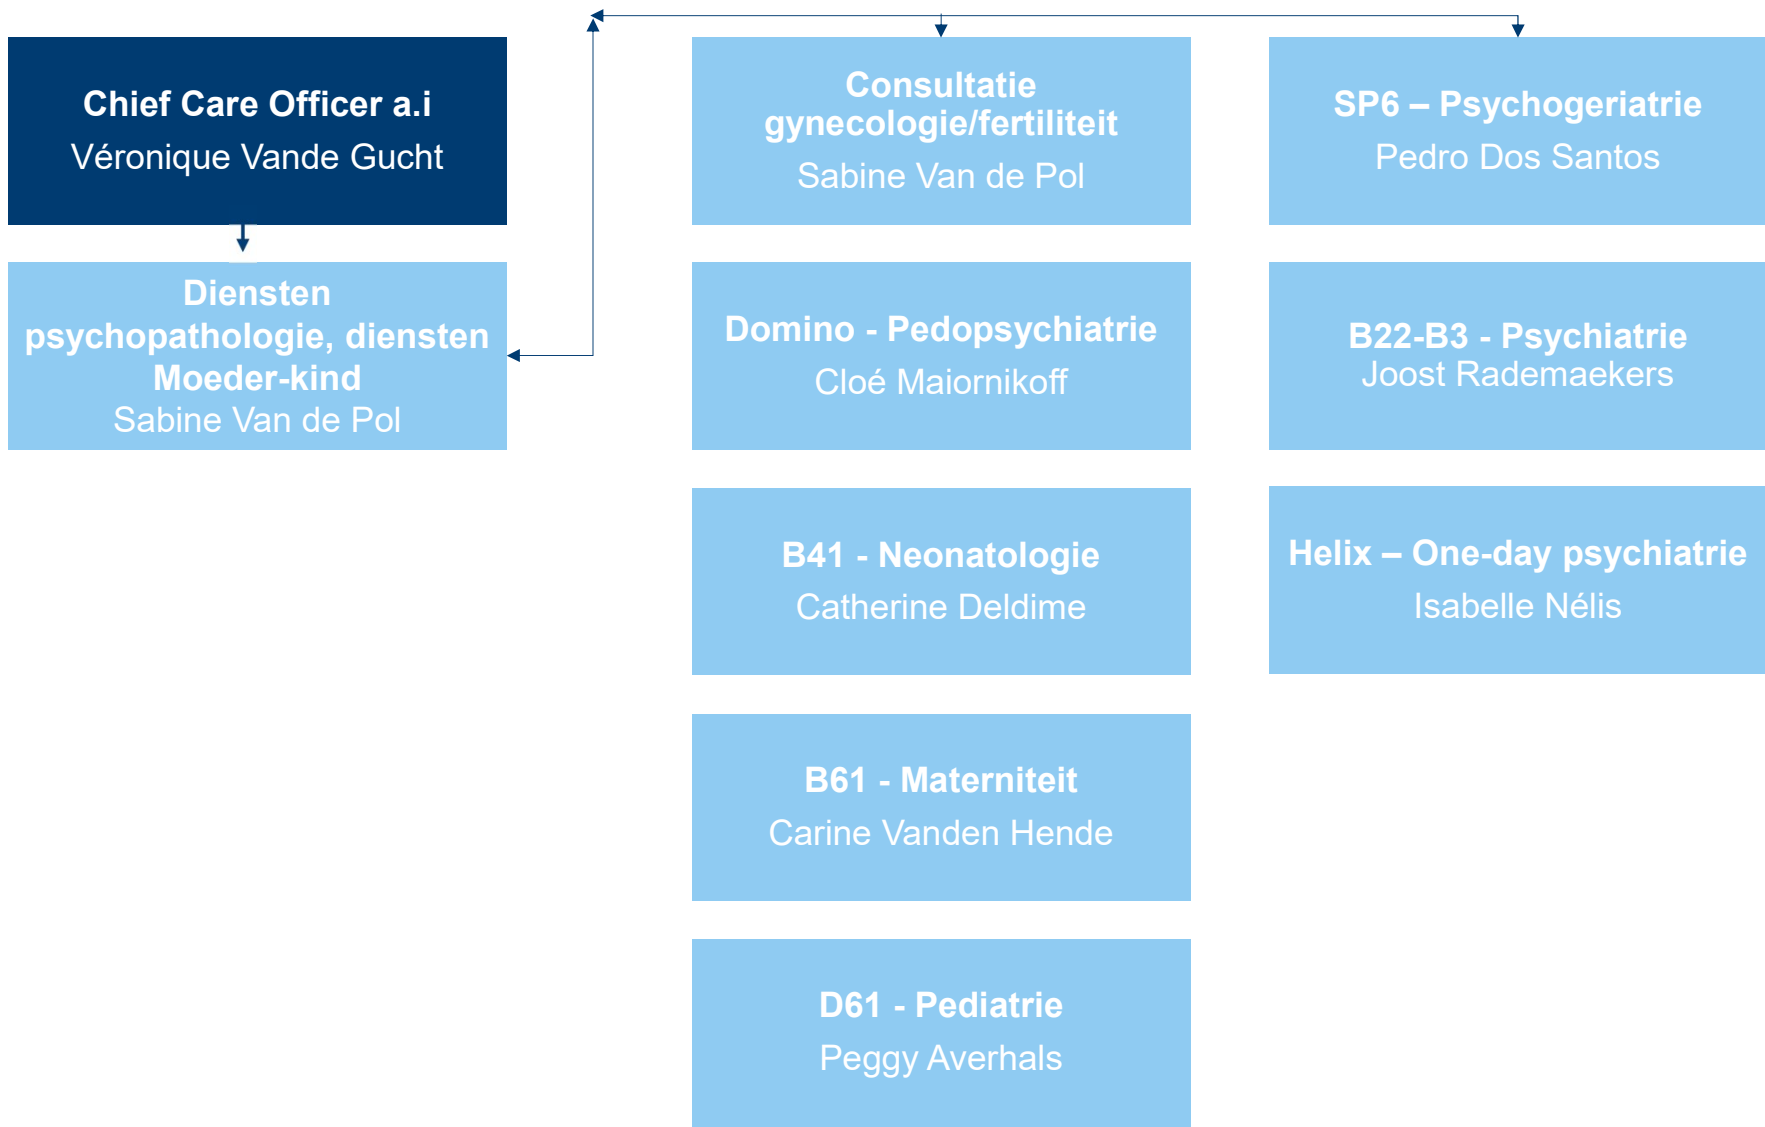 Chief Care Officer a.i
Véronique Vande Gucht
Diensten
psychopathologie, diensten
Moeder-kind
Sabine Van de Pol
Consultatie
gynecologie/fertiliteit
Sabine Van de Pol
Domino - Pedopsychiatrie
Cloé Maiornikoff
B41 - Neonatologie
Catherine Deldime
B61 - Materniteit
Carine Vanden Hende
D61 - Pediatrie
Peggy Averhals
SP6 – Psychogeriatrie
Pedro Dos Santos
B22-B3 - Psychiatrie
Joost Rademaekers
Helix – One-day psychiatrie
Isabelle Nélis